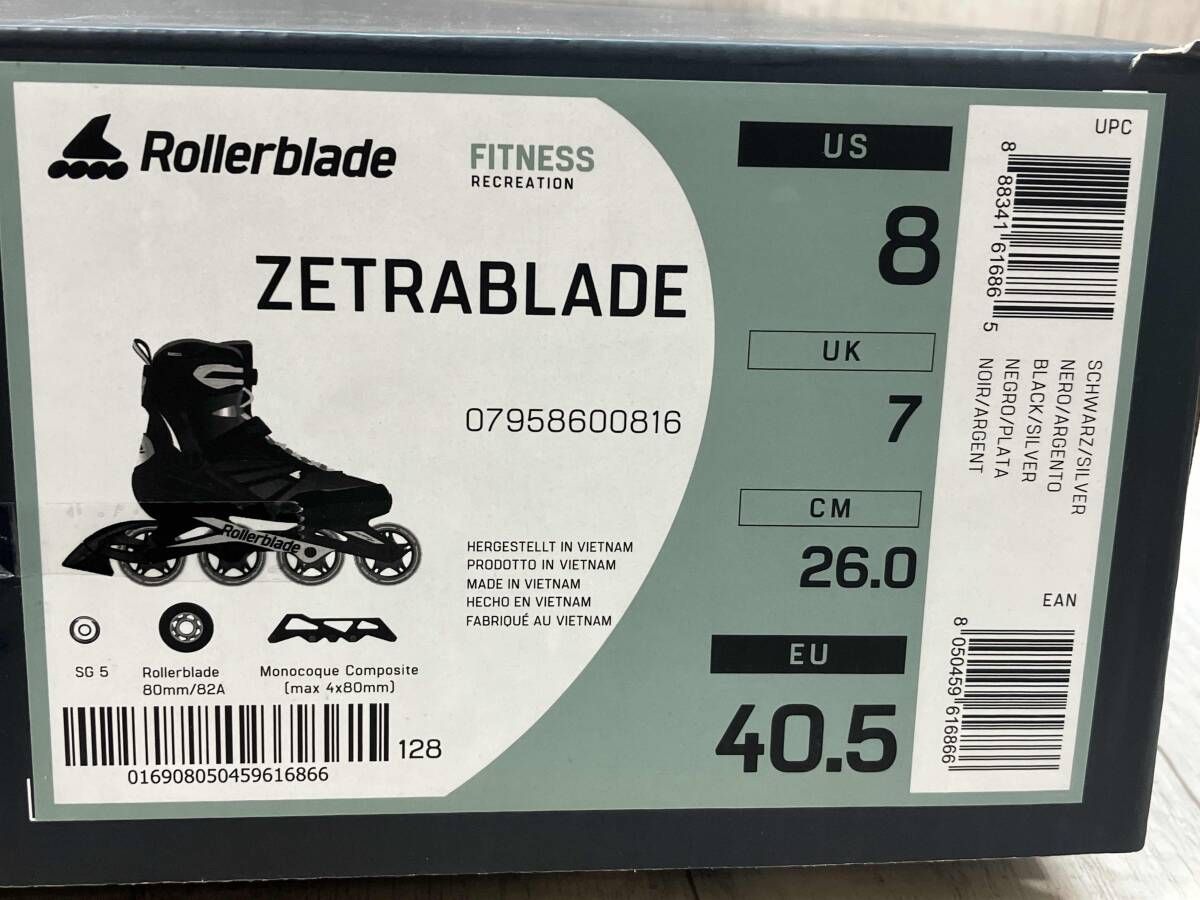 Rollerblade
FITNESS
RECREATION
ZETRABLADE
07958600816
Rollerblade
HERGESTELLT IN VIETNAM
PRODOTTO IN VIETNAM
MADE IN VIETNAM
HECHO EN VIETNAM
FABRIQUÉ AU VIETNAM
SG 5
Rollerblade
80mm/82A
Monocoque Composite
(max 4x80mm)
128
016908050459616866
US
8
UK
7
CM
26.0
EU
40.5
UPC
8 88341 61686 5
SCHWARZ/SILVER
NERO/ARGENTO
BLACK/SILVER
NEGRO/PLATA
NOIR/ARGENT
EAN
8 050459 616866